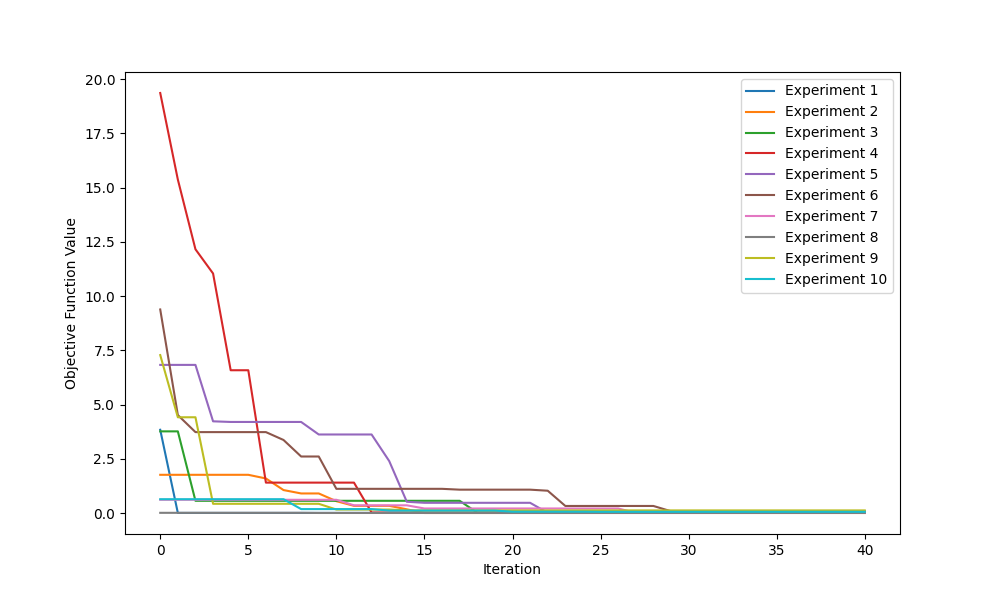 20.0
17.5
15.0
12.5
10.0
7.5
5.0
2.5
0.0
Objective Function Value
0 5 10 15 20 25 30 35 40
Iteration
Experiment 1
Experiment 2
Experiment 3
Experiment 4
Experiment 5
Experiment 6
Experiment 7
Experiment 8
Experiment 9
Experiment 10